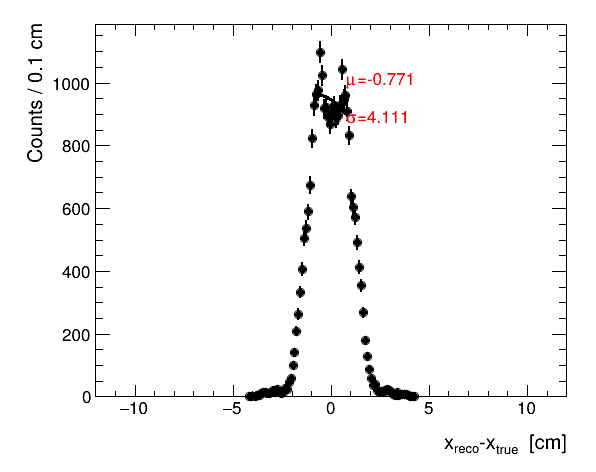 Counts / 0.1 cm
1000
800
600
400
200
0
μ=-0.771
σ=4.111
−10 −5 0 5 10
x_reco-x_true [cm]